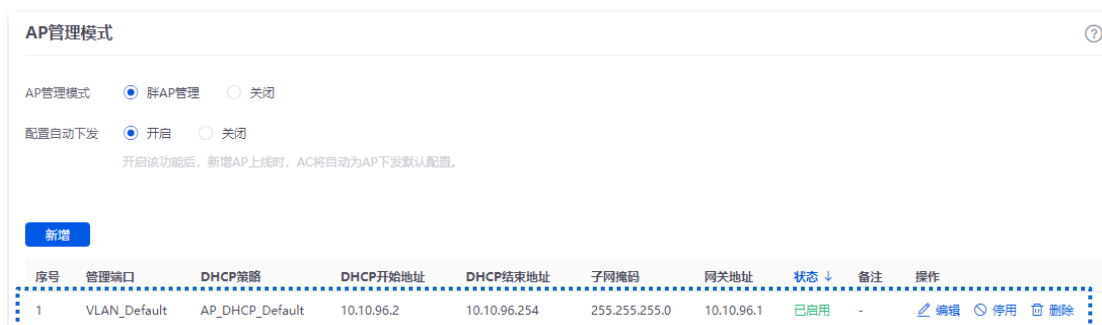 AP管理模式
AP管理模式 胖AP管理 关闭
配置自动下发 开启 关闭
开启该功能后，新增AP上线时，AC将自动为AP下发默认配置。
新增
序号 管理端口 DHCP策略 DHCP开始地址 DHCP结束地址 子网掩码 网关地址 状态 ↓ 备注 操作
1 VLAN_Default AP_DHCP_Default 10.10.96.2 10.10.96.254 255.255.255.0 10.10.96.1 已启用 - 编辑 停用 删除